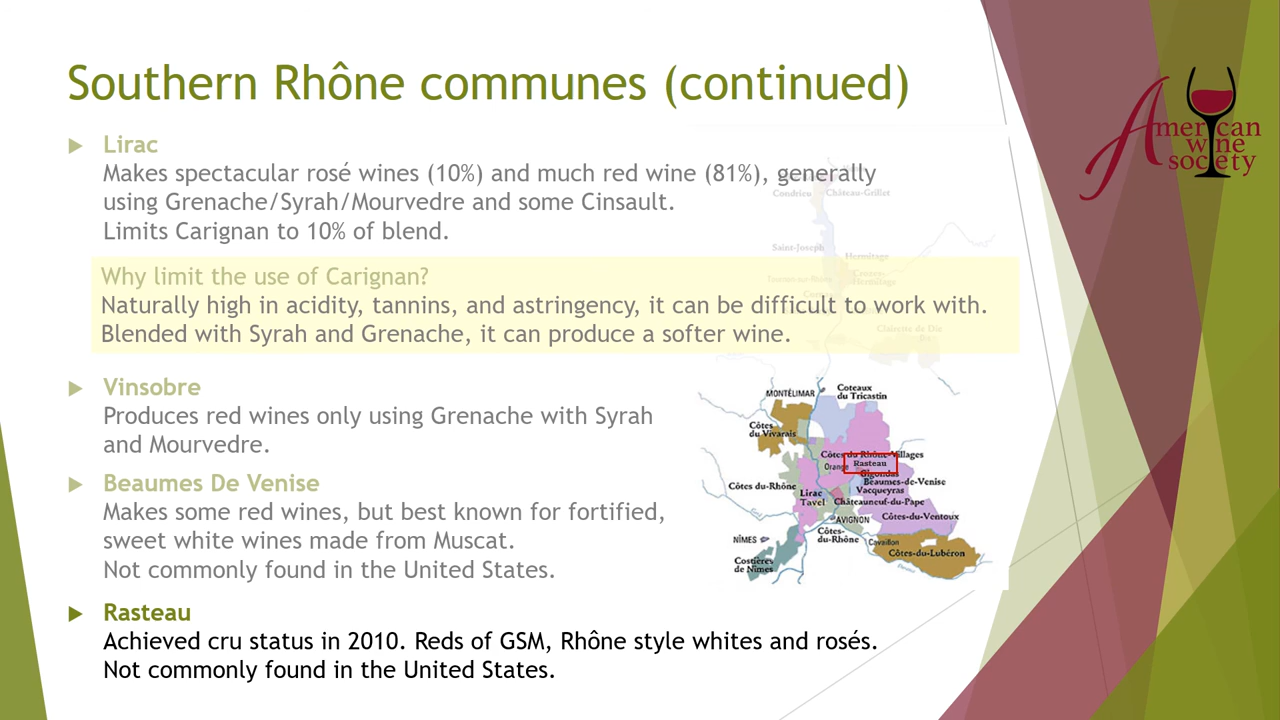 Southern Rhône communes (continued)
American
wine
society
Lirac
Makes spectacular rosé wines (10%) and much red wine (81%), generally
using Grenache/Syrah/Mourvedre and some Cinsault.
Limits Carignan to 10% of blend.
Why limit the use of Carignan?
Naturally high in acidity, tannins, and astringency, it can be difficult to work with.
Blended with Syrah and Grenache, it can produce a softer wine.
Vinsobre
Produces red wines only using Grenache with Syrah
and Mourvedre.
Beaumes De Venise
Makes some red wines, but best known for fortified,
sweet white wines made from Muscat.
Not commonly found in the United States.
Rasteau
Achieved cru status in 2010. Reds of GSM, Rhône style whites and rosés.
Not commonly found in the United States.
Condrieu
Château-Grillet
Saint-Joseph
Hermitage
Crozes-
Hermitage
Clairette de Die
MONTÉLIMAR
Coteaux
du Tricastin
Côtes
du Vivarais
Côtes du Rhône-Villages
Rasteau
Orange
Gigondas
Beaumes-de-Venise
Vacqueyras
Côtes du-Rhône
Lirac
Tavel
Châteauneuf-du-Pape
Côtes-du-Ventoux
AVIGNON
Côtes-
du-Rhône
NÎMES
Cavaillon
Côtes-du-Lubéron
Costières
de Nîmes